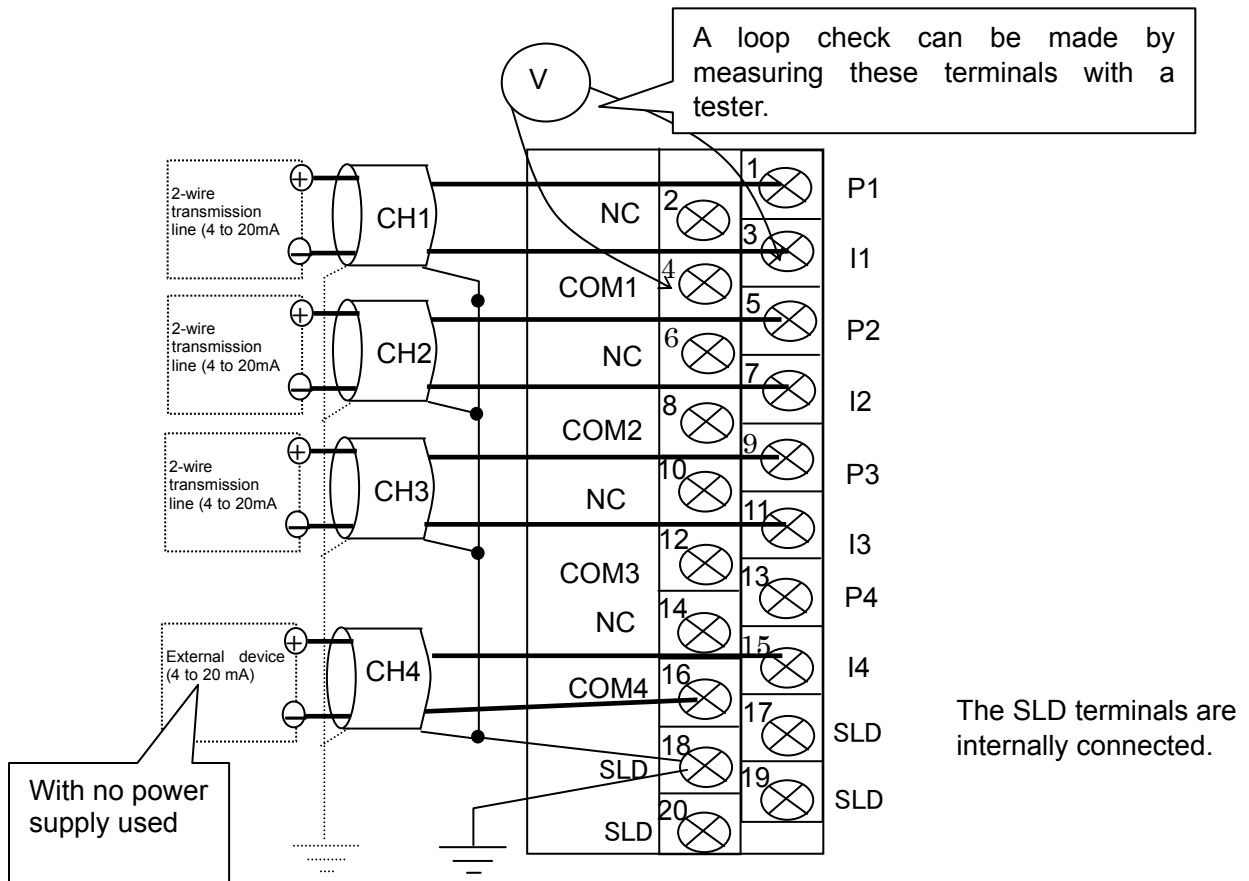 A loop check can be made by
measuring these terminals with a
tester.
V
2-wire
transmission
line (4 to 20mA
+
−
CH1
NC
COM1
1
2
3
4
P1
I1
2-wire
transmission
line (4 to 20mA
+
−
CH2
NC
COM2
5
6
7
8
P2
I2
2-wire
transmission
line (4 to 20mA
+
−
CH3
NC
COM3
9
10
11
12
P3
I3
External device
(4 to 20 mA)
+
−
CH4
NC
COM4
13
14
15
16
P4
I4
With no power
supply used
SLD
SLD
17
18
19
20
SLD
SLD
The SLD terminals are
internally connected.